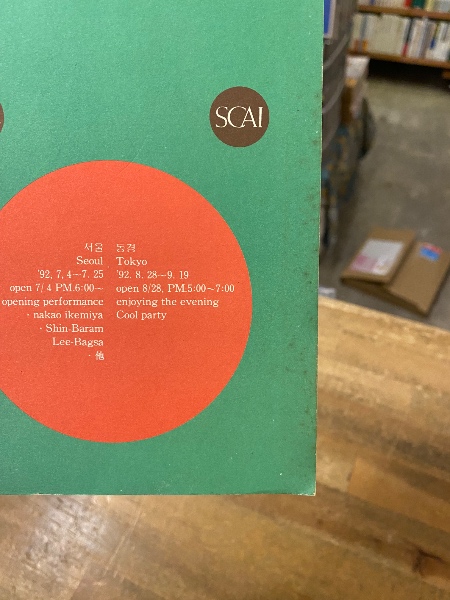 SCAI
서울
Seoul
'92. 7. 4~7. 25
open 7/ 4 PM.6:00~
opening performance
・nakao ikemiya
・Shin-Baram
Lee-Bagsa
・他
동경
Tokyo
'92. 8. 28~9. 19
open 8/28, PM.5:00~7:00
enjoying the evening
Cool party